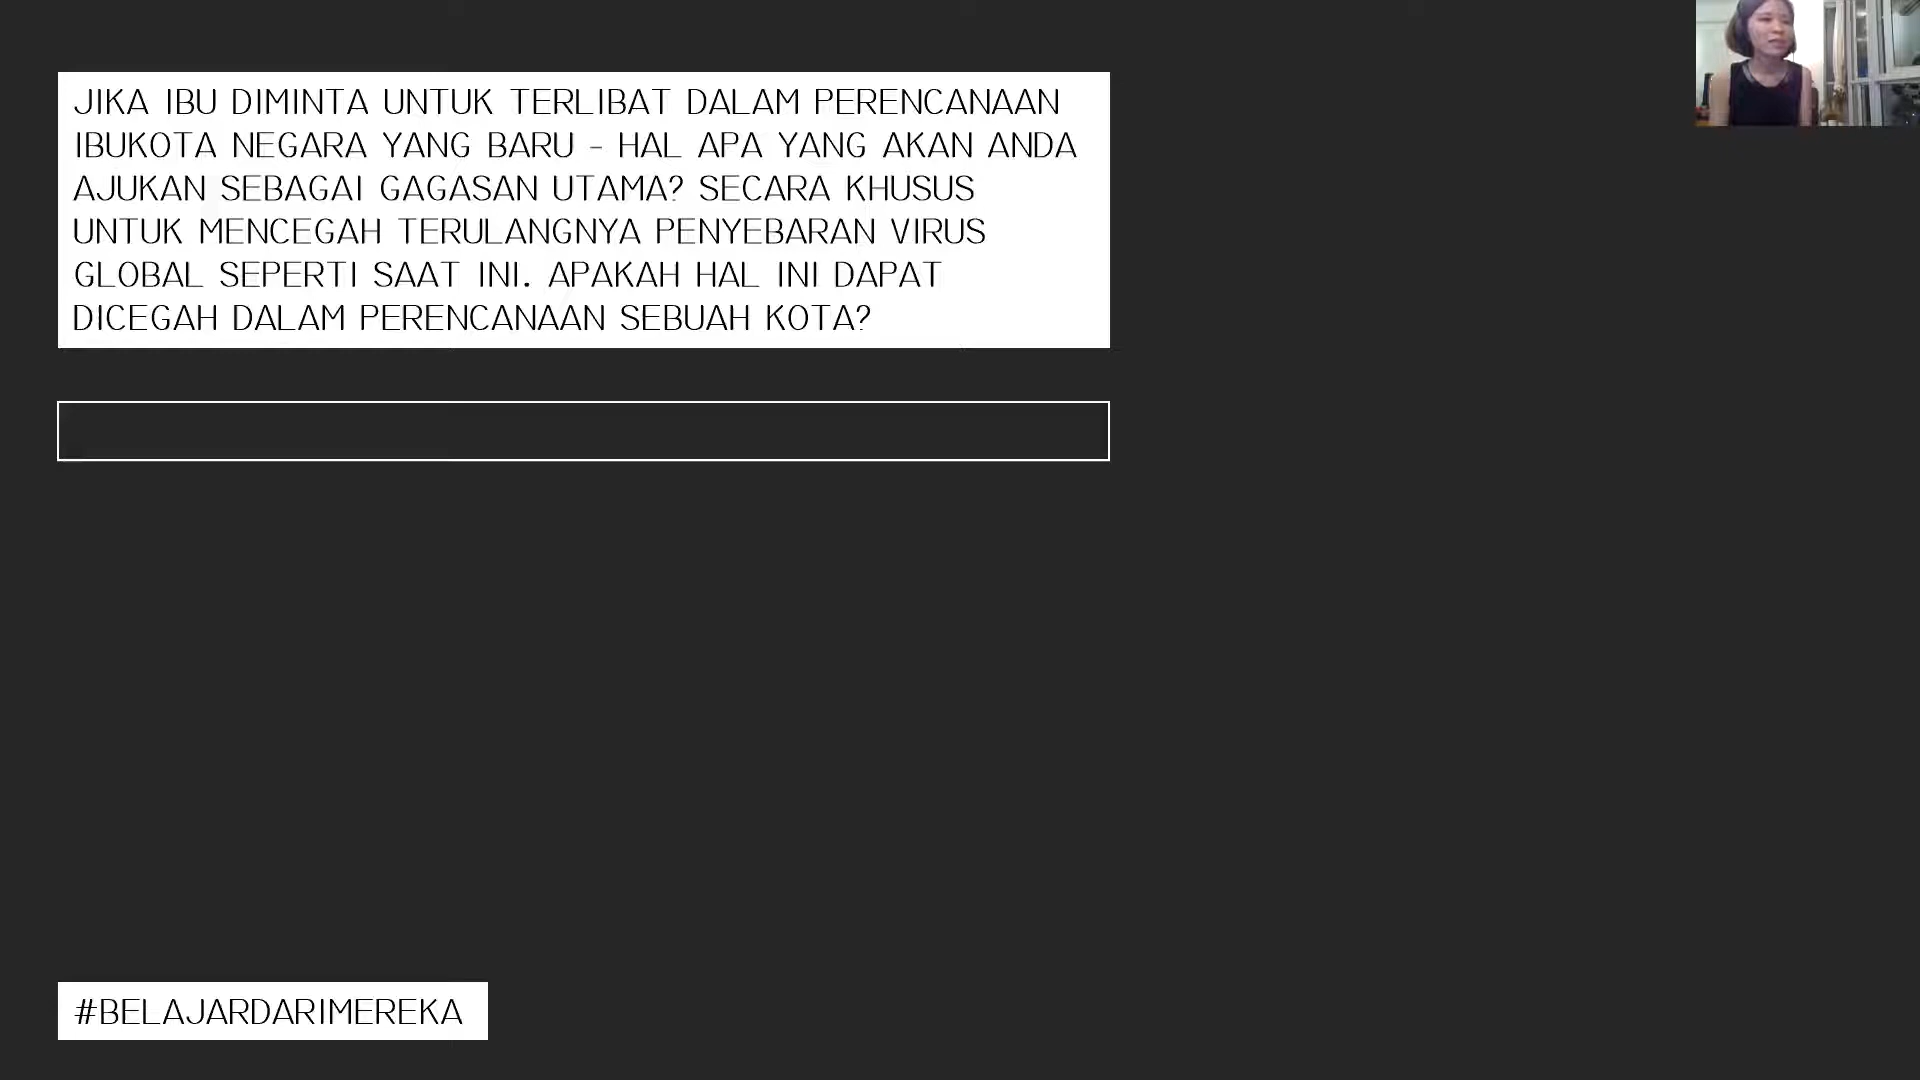 JIKA IBU DIMINTA UNTUK TERLIBAT DALAM PERENCANAAN
IBUKOTA NEGARA YANG BARU - HAL APA YANG AKAN ANDA
AJUKAN SEBAGAI GAGASAN UTAMA? SECARA KHUSUS
UNTUK MENCEGAH TERULANGNYA PENYEBARAN VIRUS
GLOBAL SEPERTI SAAT INI. APAKAH HAL INI DAPAT
DICEGAH DALAM PERENCANAAN SEBUAH KOTA?
#BELAJARDARIMEREKA